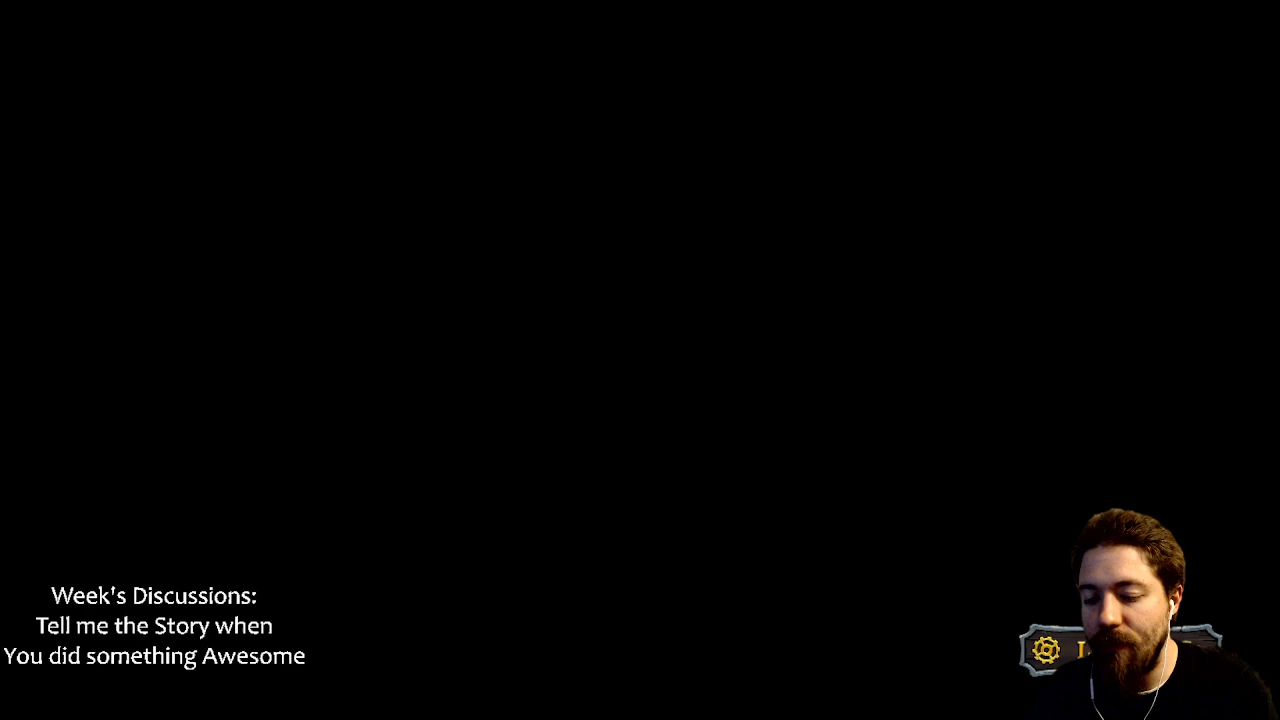 Week's Discussions:
Tell me the Story when
You did something Awesome